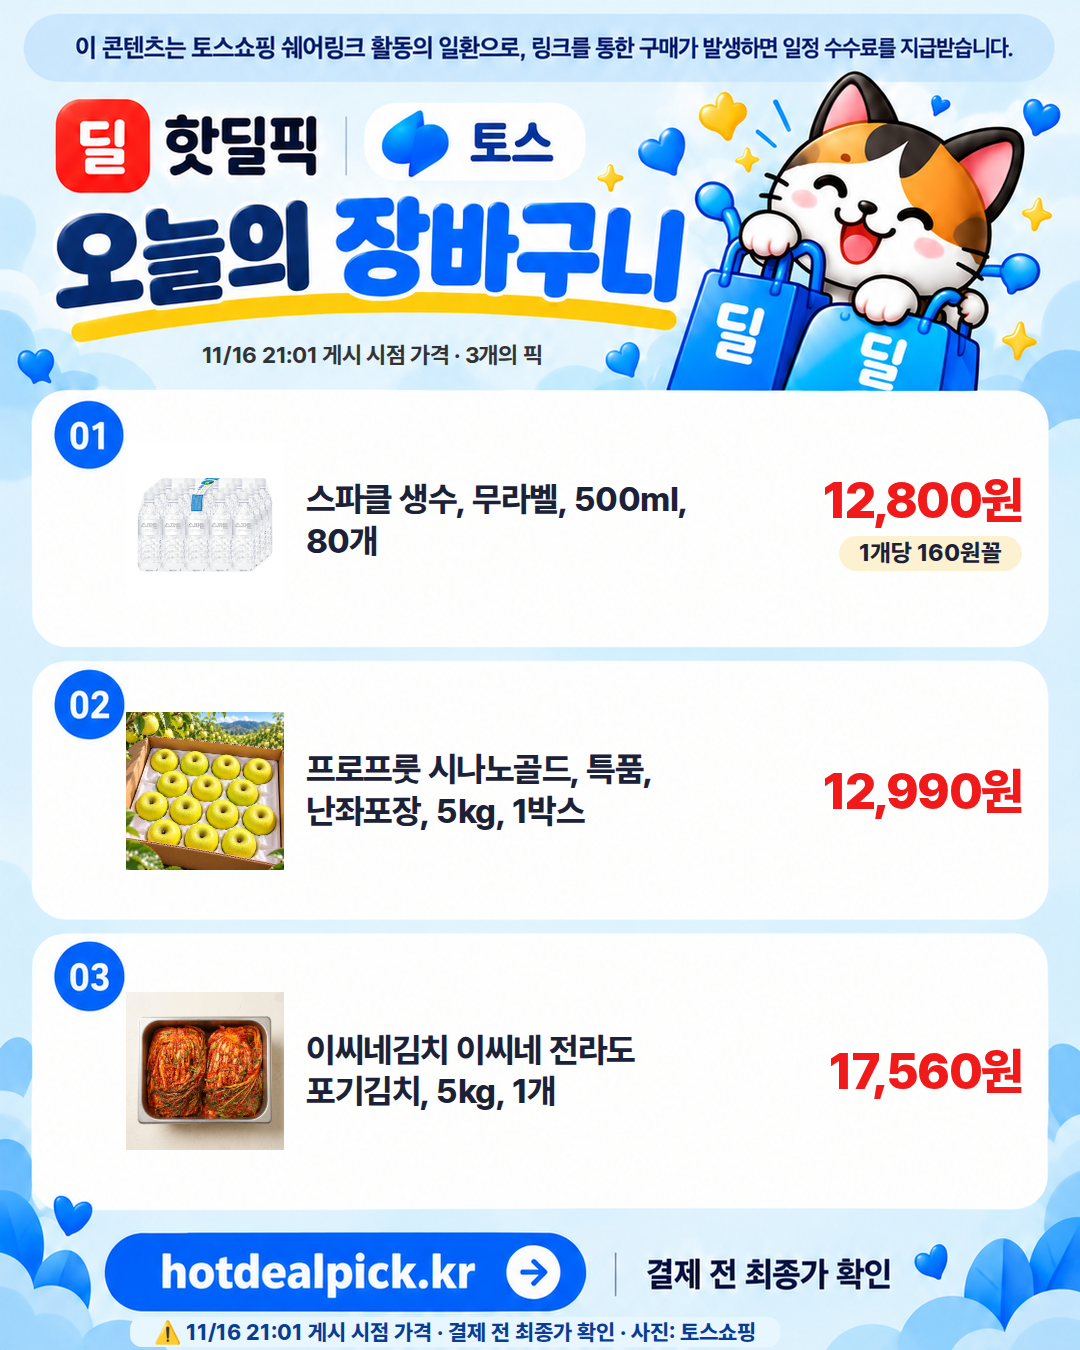 이 콘텐츠는 토스쇼핑 쉐어링크 활동의 일환으로, 링크를 통한 구매가 발생하면 일정 수수료를 지급받습니다.
딜 핫딜픽 토스
오늘의 장바구니
딜
딜
11/16 21:01 게시 시점 가격 · 3개의 픽
01
스파클 생수, 무라벨, 500ml,
80개
12,800원
1개당 160원꼴
02
프로프룻 시나노골드, 특품,
난좌포장, 5kg, 1박스
12,990원
03
이씨네김치 이씨네 전라도
포기김치, 5kg, 1개
17,560원
hotdealpick.kr
결제 전 최종가 확인
⚠️ 11/16 21:01 게시 시점 가격 · 결제 전 최종가 확인 · 사진: 토스쇼핑